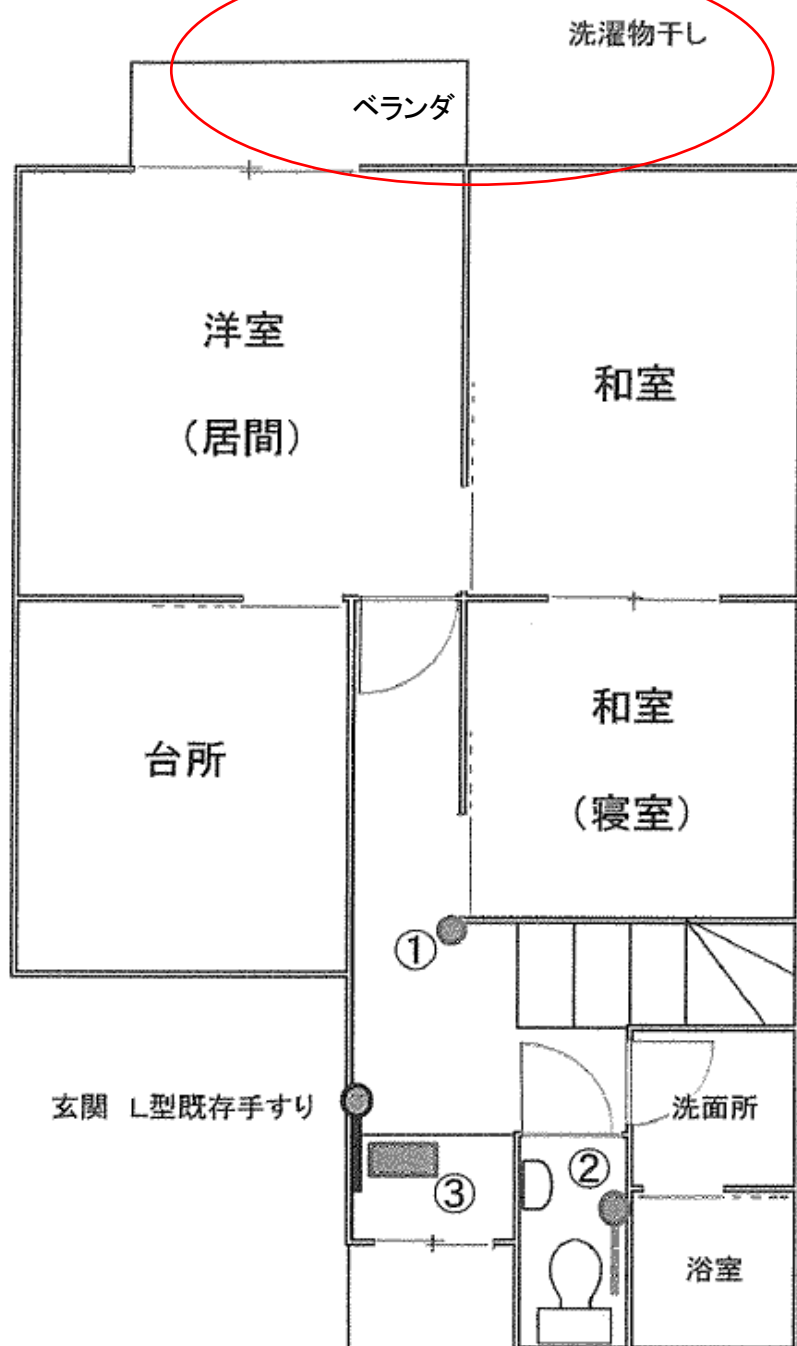 洗濯物干し
ベランダ
洋室
（居間）
和室
台所
和室
（寝室）
①
玄関 L型既存手すり
洗面所
②
③
浴室